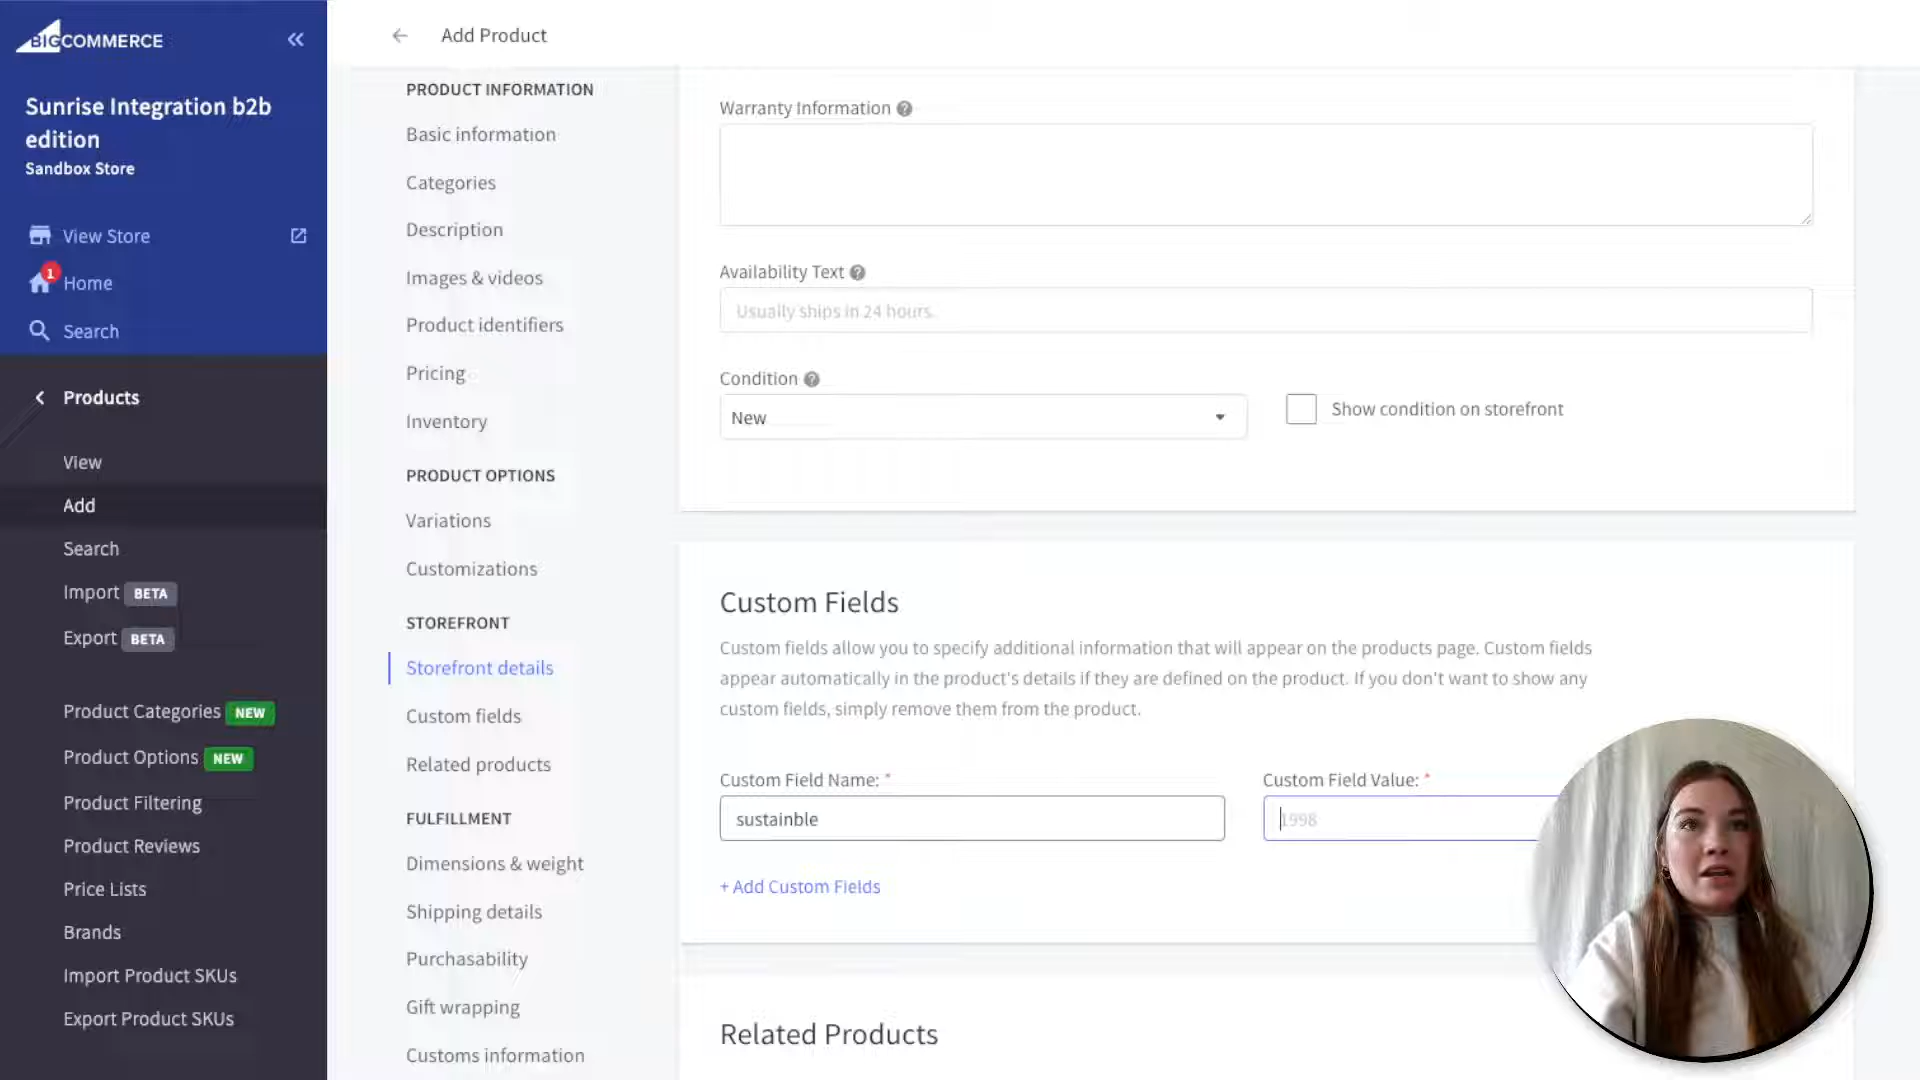 BIGCOMMERCE
Sunrise Integration b2b
edition
Sandbox Store
View Store
1
Home
Search
Products
View
Add
Search
Import BETA
Export BETA
Product Categories NEW
Product Options NEW
Product Filtering
Product Reviews
Price Lists
Brands
Import Product SKUs
Export Product SKUs
Add Product
PRODUCT INFORMATION
Basic information
Categories
Description
Images & videos
Product identifiers
Pricing
Inventory
PRODUCT OPTIONS
Variations
Customizations
STOREFRONT
Storefront details
Custom fields
Related products
FULFILLMENT
Dimensions & weight
Shipping details
Purchasability
Gift wrapping
Customs information
Warranty Information ?
Availability Text ?
Usually ships in 24 hours.
Condition ?
New
Show condition on storefront
Custom Fields
Custom fields allow you to specify additional information that will appear on the products page. Custom fields
appear automatically in the product's details if they are defined on the product. If you don't want to show any
custom fields, simply remove them from the product.
Custom Field Name: *
sustainble
Custom Field Value: *
1998
+ Add Custom Fields
Related Products